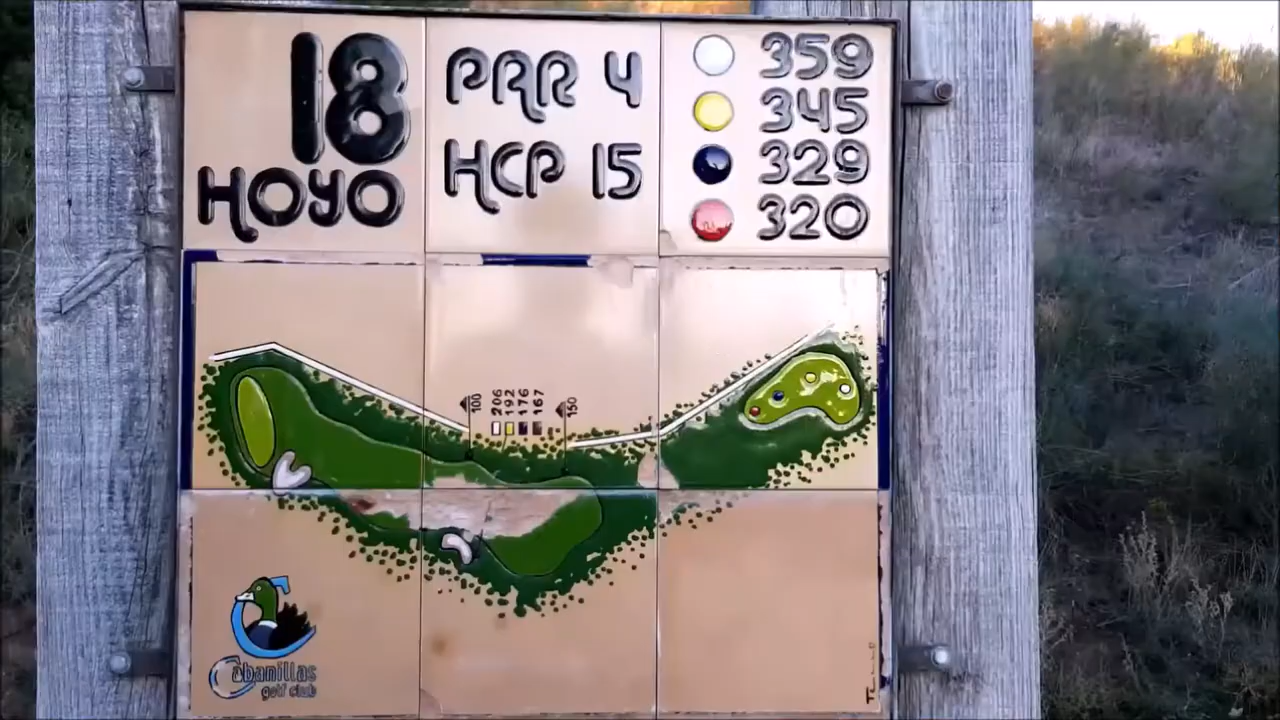 18
HOYO
PAR 4
HCP 15
359
345
329
320
100
206
192
176
167
150
Cabanillas
golf club